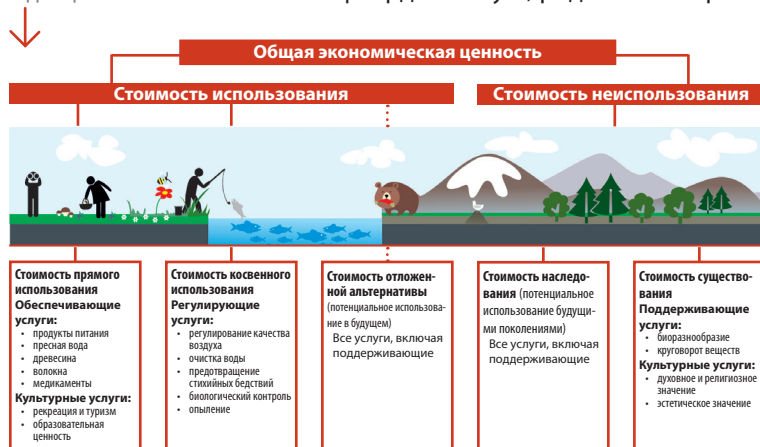 Общая экономическая ценность
Стоимость использования
Стоимость неиспользования
Стоимость прямого
использования
Обеспечивающие
услуги:
• продукты питания
• пресная вода
• древесина
• волокна
• медикаменты
Культурные услуги:
• рекреация и туризм
• образовательная
ценность
Стоимость косвенного
использования
Регулирующие
услуги:
• регулирование качества
воздуха
• очистка воды
• предотвращение
стихийных бедствий
• биологический контроль
• опыление
Стоимость отложен-
ной альтернативы
(потенциальное использова-
ние в будущем)
Все услуги, включая
поддерживающие
Стоимость наследо-
вания (потенциальное
использование будущи-
ми поколениями)
Все услуги, включая
поддерживающие
Стоимость существо-
вания
Поддерживающие
услуги:
• биоразнообразие
• круговорот веществ
Культурные услуги:
• духовное и религиозное
значение
• эстетическое значение